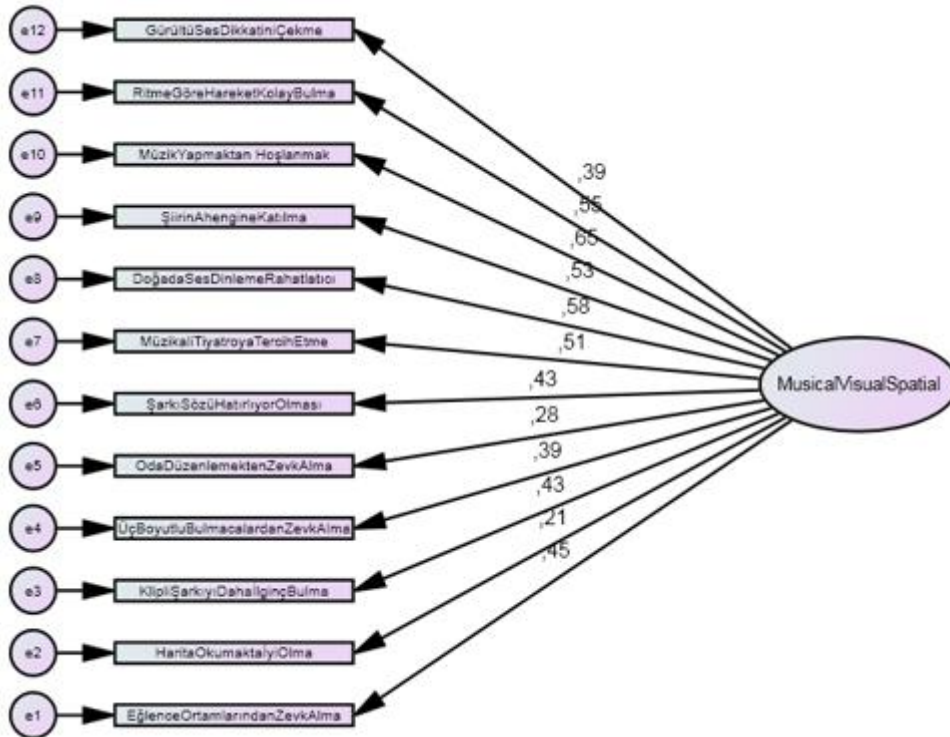 e12 GürültüSesDikkatiniÇekme
e11 RitmeGöreHareketKolayBulma
e10 MüzikYapmaktan Hoşlanmak
e9 ŞiirinAhengineKatılma
e8 DoğadaSesDinlemeRahatlatıcı
e7 MüzikaliTiyatroyaTercihEtme
e6 ŞarkıSözüHatırlıyorOlması
e5 OdaDüzenlemektenZevkAlma
e4 ÜçBoyutluBulmacalardanZevkAlma
e3 KlipliŞarkıyıDahaİlginçBulma
e2 HaritaOkumaktaİyiOlma
e1 EğlenceOrtamlarındanZevkAlma
,39
,55
,65
,53
,58
,51
,43
,28
,39
,43
,21
,45
MusicalVisualSpatial